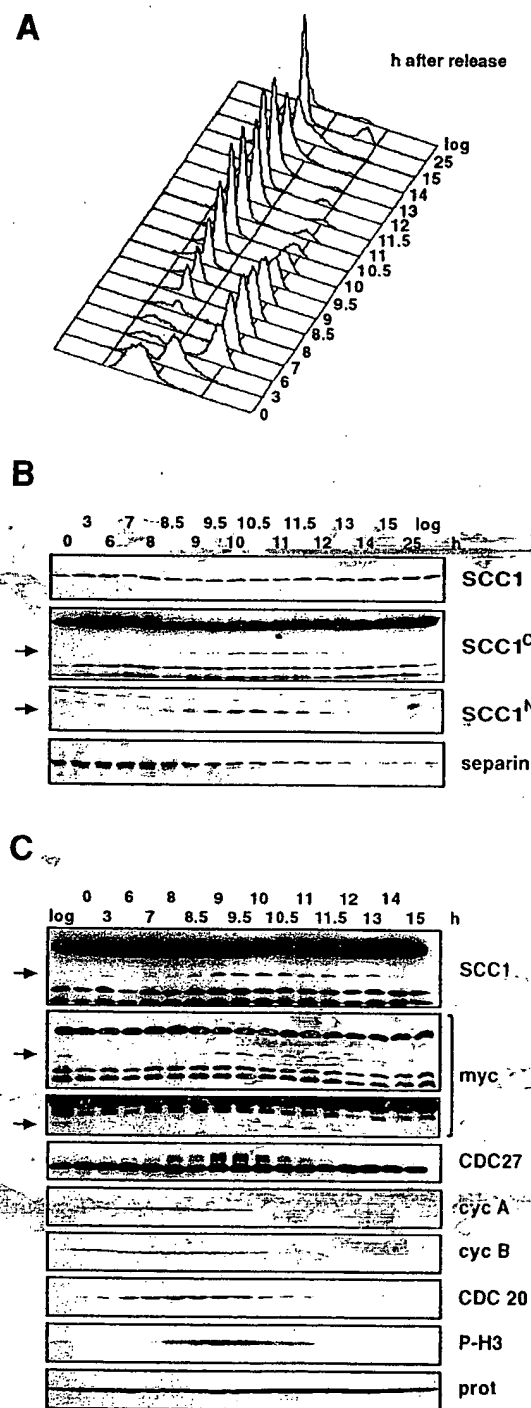 A
h after release
log
25
15
14
13
12
11.5
11
10.5
10
9.5
9
8.5
8
7
6
3
0
B
3 7 8.5 9.5 10.5 11.5 13 15 log
0 6 8 9 10 11 12 14 25 h
SCC1
SCC1C
SCC1N
separin
C
0 6 8 9 10 11 12 14
log 3 7 8.5 9.5 10.5 11.5 13 15 h
SCC1
myc
CDC27
cyc A
cyc B
CDC 20
P-H3
prot